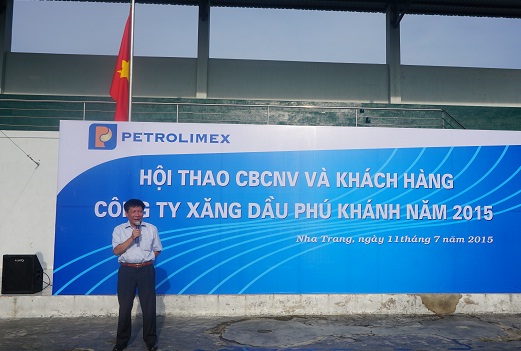 PETROLIMEX
HỘI THAO CBCNV VÀ KHÁCH HÀNG
CÔNG TY XĂNG DẦU PHÚ KHÁNH NĂM 2015
Nha Trang, ngày 11tháng 7 năm 2015